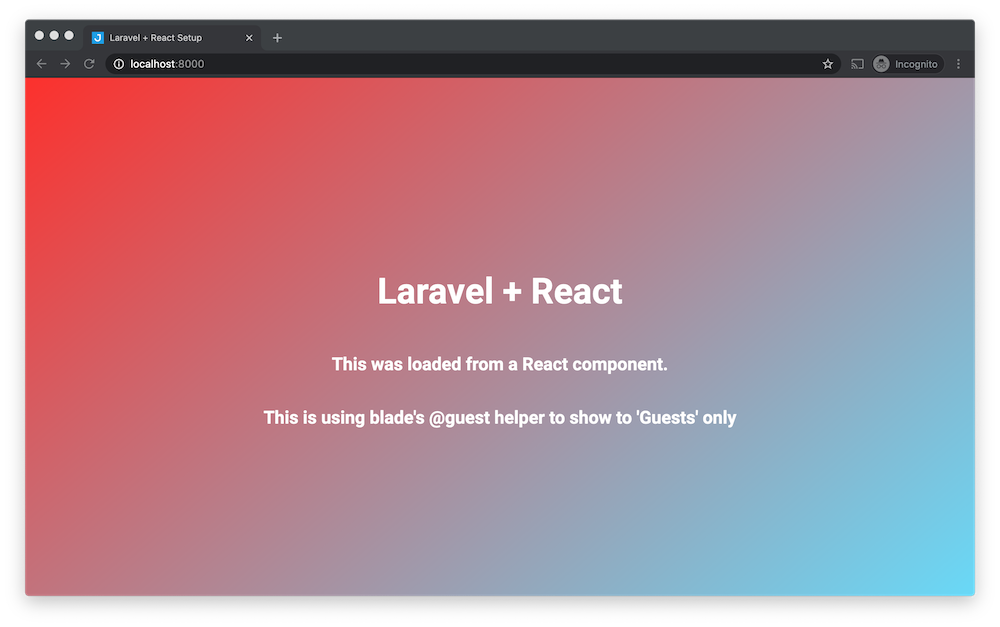 J Laravel + React Setup
localhost:8000
Incognito
Laravel + React
This was loaded from a React component.
This is using blade's @guest helper to show to 'Guests' only